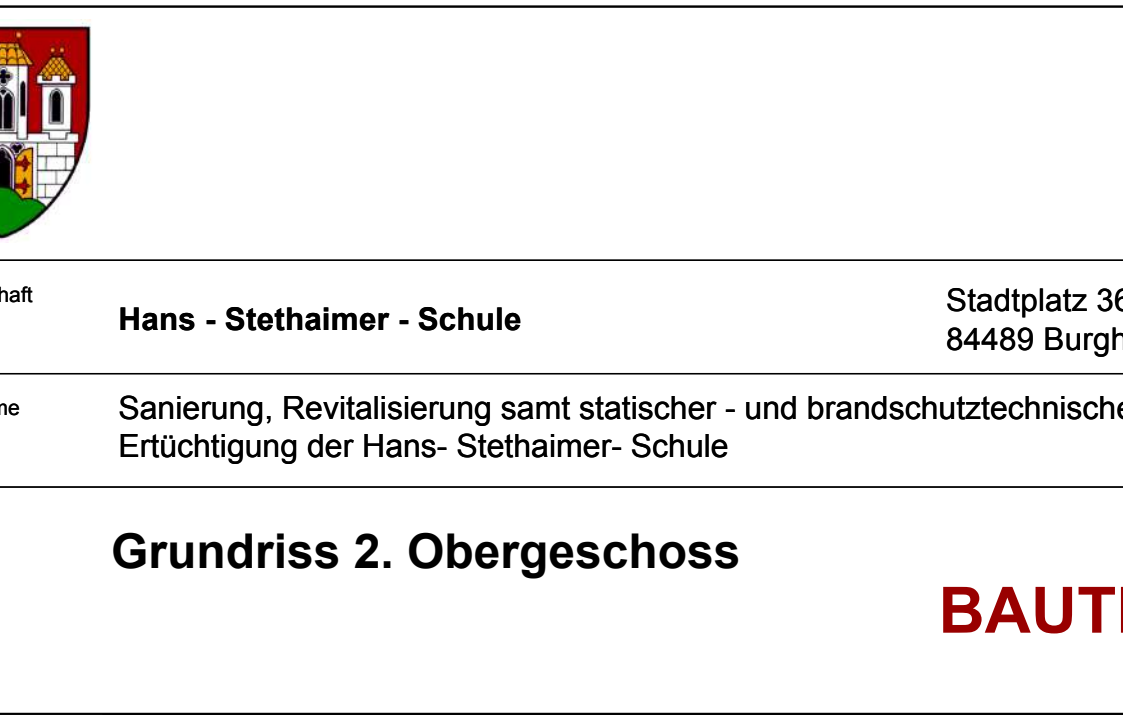 haft
Hans - Stethaimer - Schule
Stadtplatz 36
84489 Burgh
me
Sanierung, Revitalisierung samt statischer - und brandschutztechnische
Ertüchtigung der Hans- Stethaimer- Schule
Grundriss 2. Obergeschoss
BAUT